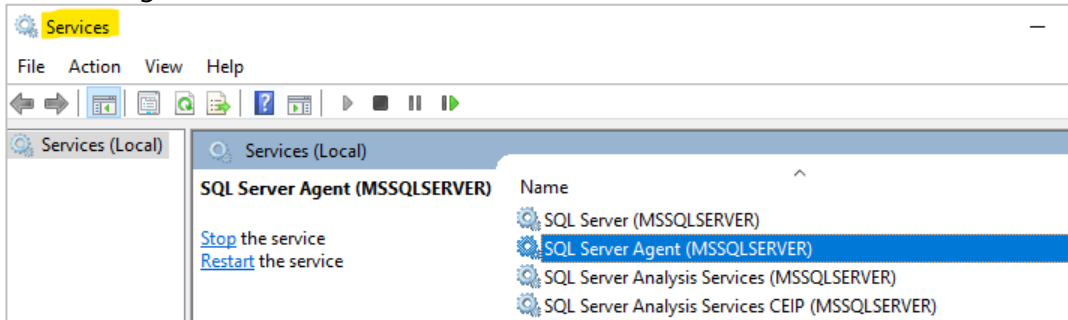 Services
File Action View Help
Services (Local)
Services (Local)
SQL Server Agent (MSSQLSERVER)
Stop the service
Restart the service
Name
SQL Server (MSSQLSERVER)
SQL Server Agent (MSSQLSERVER)
SQL Server Analysis Services (MSSQLSERVER)
SQL Server Analysis Services CEIP (MSSQLSERVER)